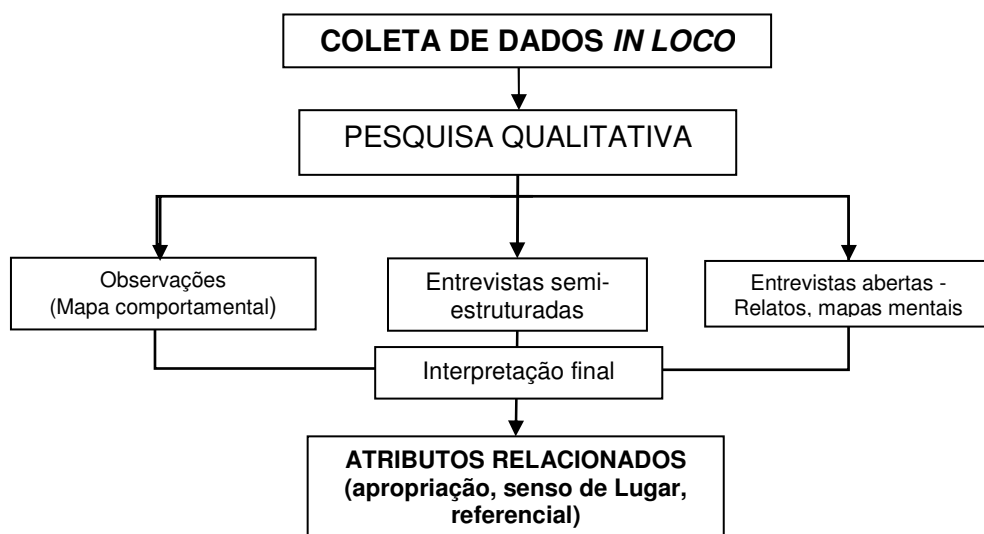 COLETA DE DADOS IN LOCO
PESQUISA QUALITATIVA
Observações
(Mapa comportamental)
Entrevistas semi-
estruturadas
Entrevistas abertas -
Relatos, mapas mentais
Interpretação final
ATRIBUTOS RELACIONADOS
(apropriação, senso de Lugar,
referencial)